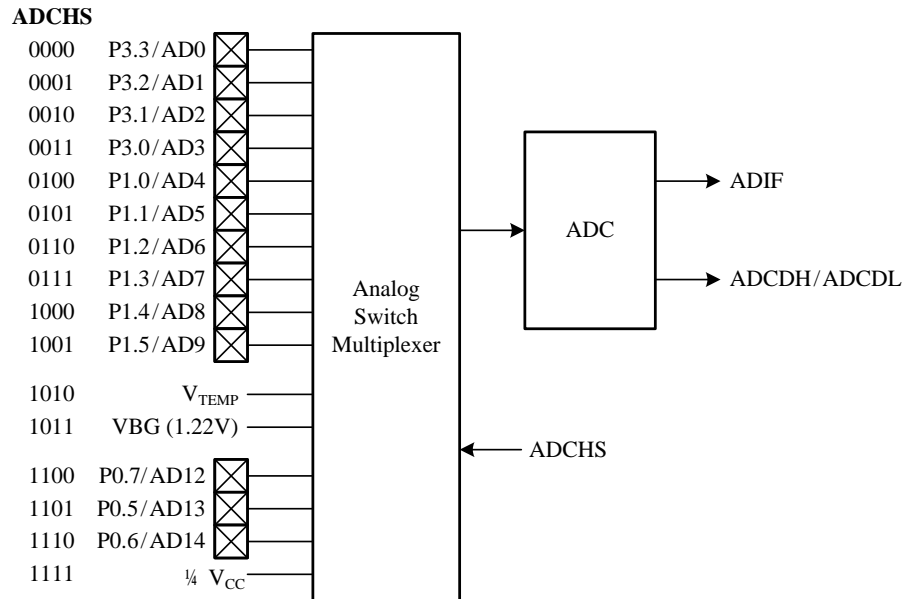 ADCHS
0000 P3.3/AD0
0001 P3.2/AD1
0010 P3.1/AD2
0011 P3.0/AD3
0100 P1.0/AD4
0101 P1.1/AD5
0110 P1.2/AD6
0111 P1.3/AD7
1000 P1.4/AD8
1001 P1.5/AD9
1010 VTEMP
1011 VBG (1.22V)
1100 P0.7/AD12
1101 P0.5/AD13
1110 P0.6/AD14
1111 ¼ VCC
Analog
Switch
Multiplexer
ADC
ADIF
ADCDH/ADCDL
ADCHS